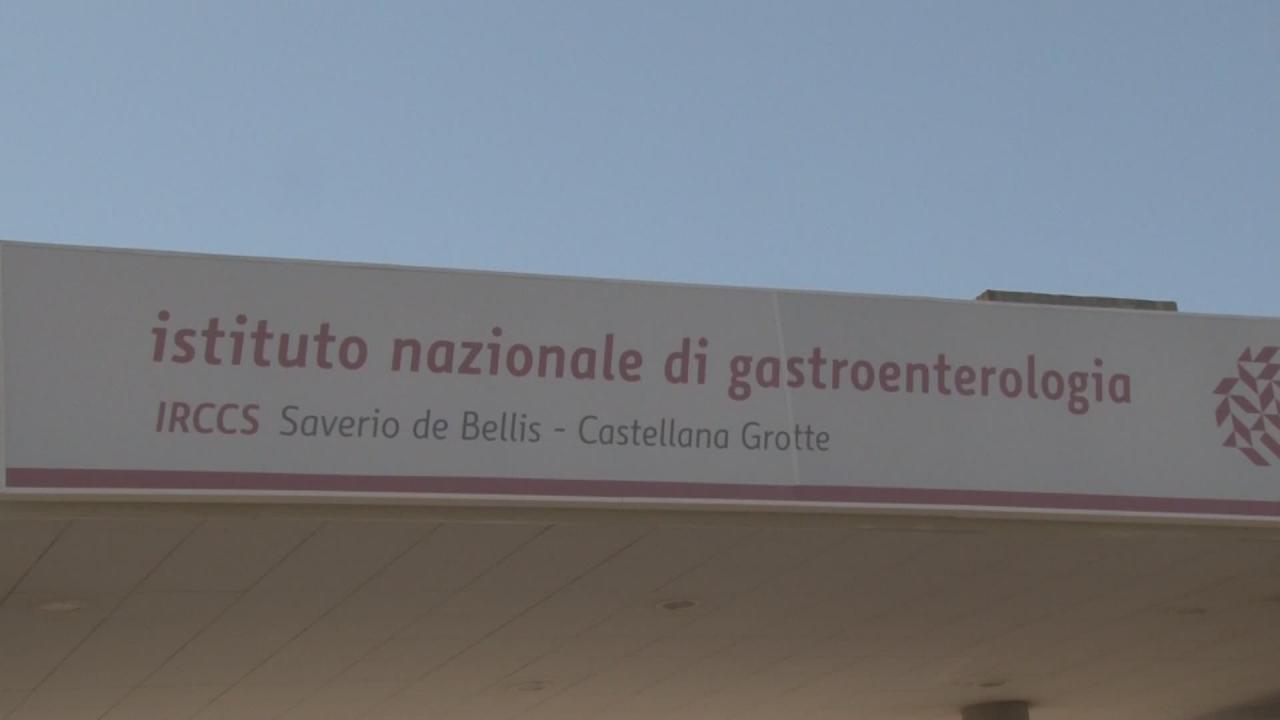 istituto nazionale di gastroenterologia
IRCCS Saverio de Bellis - Castellana Grotte